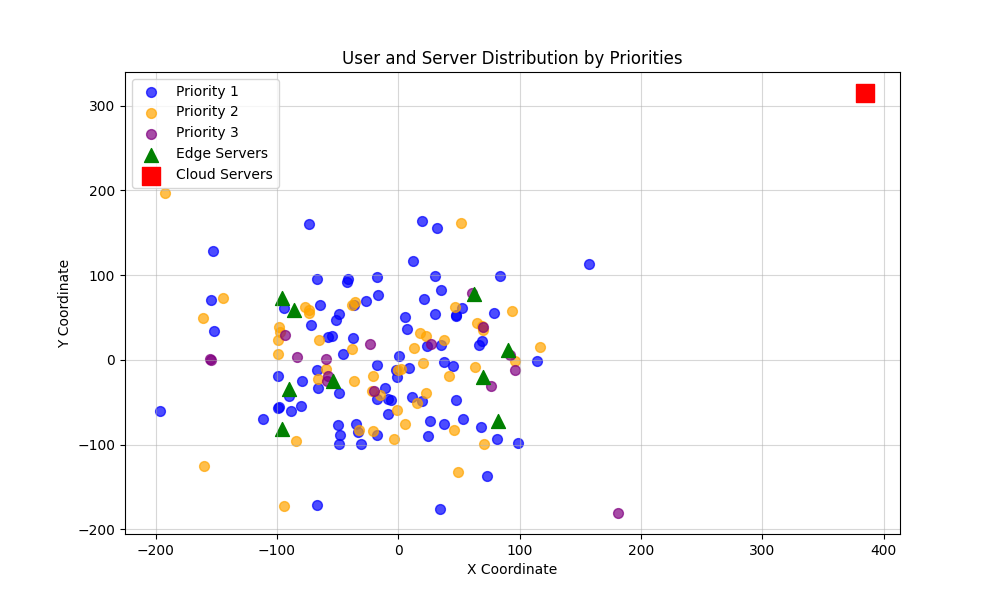 User and Server Distribution by Priorities
Priority 1
Priority 2
Priority 3
Edge Servers
Cloud Servers
Y Coordinate
300
200
100
0
−100
−200
−200 −100 0 100 200 300 400
X Coordinate